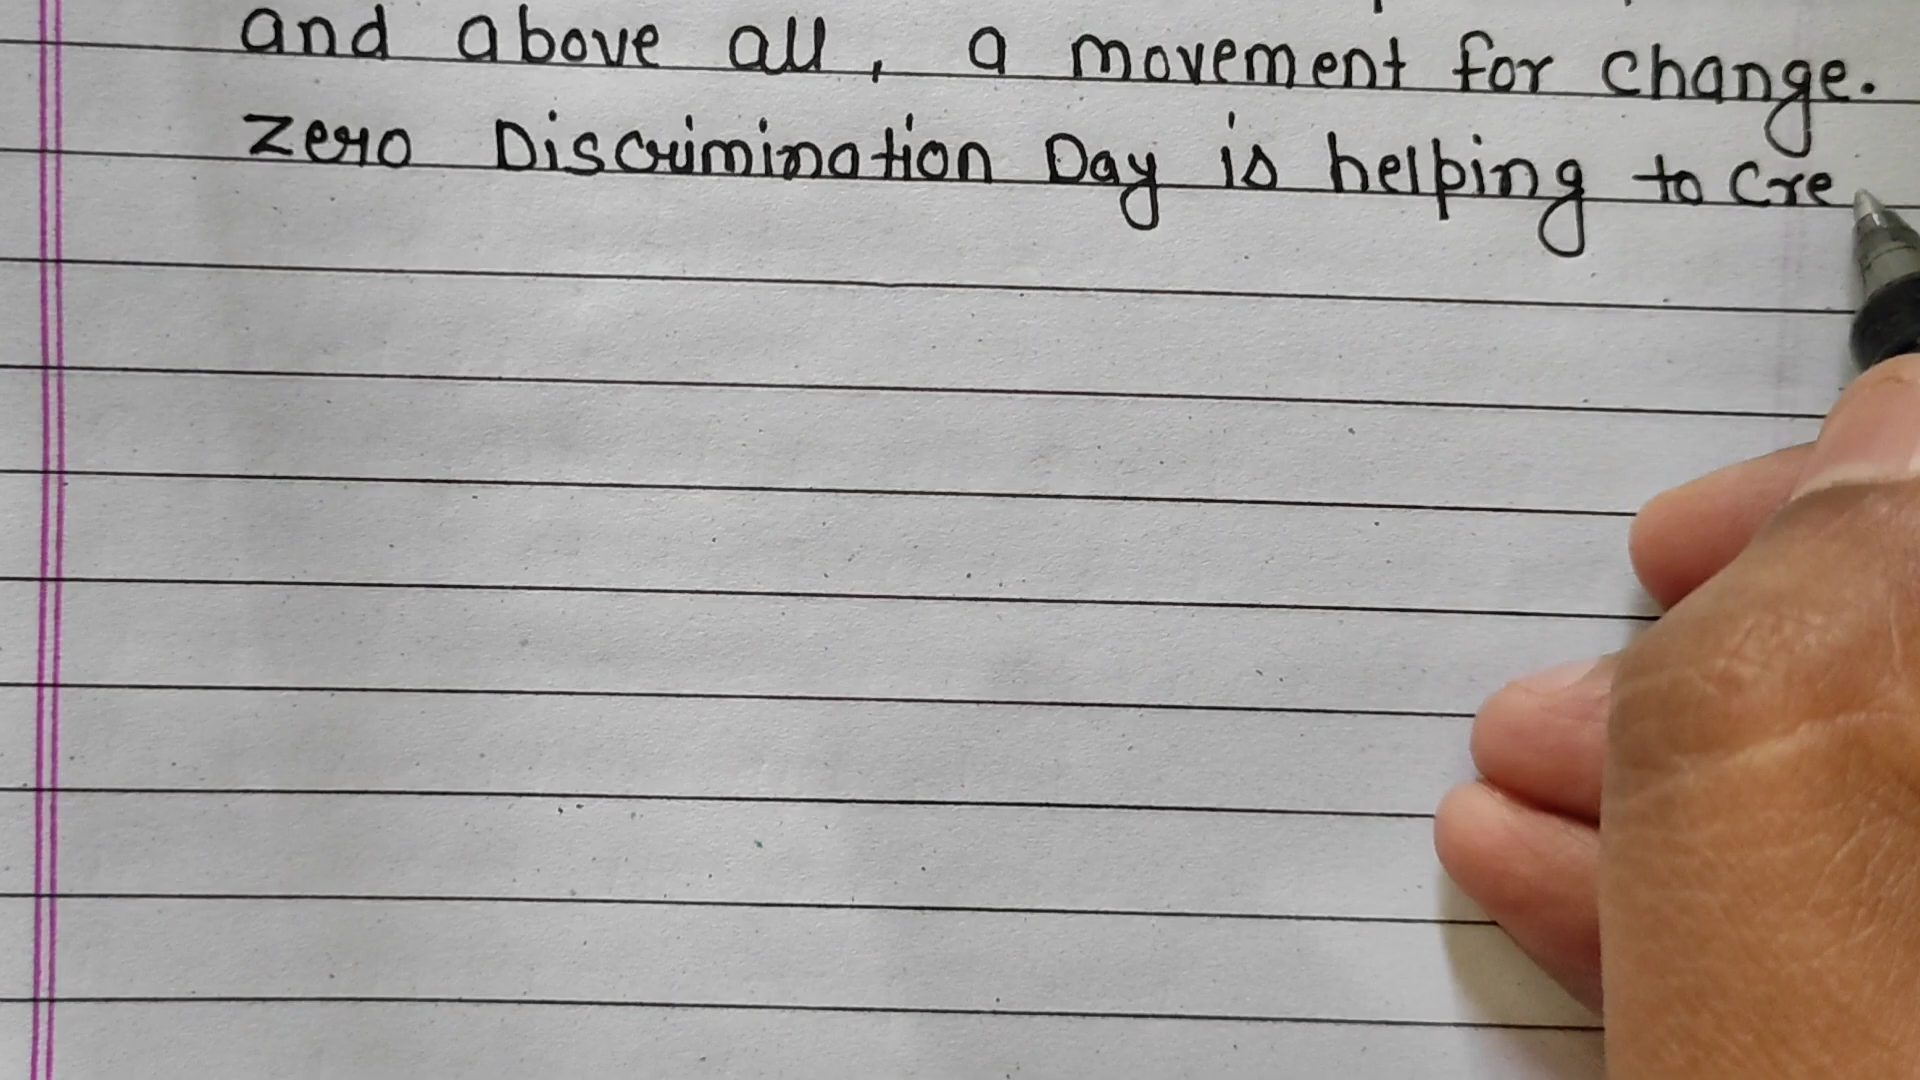 and above all, a movement for change.
Zero Discrimination Day is helping to cre